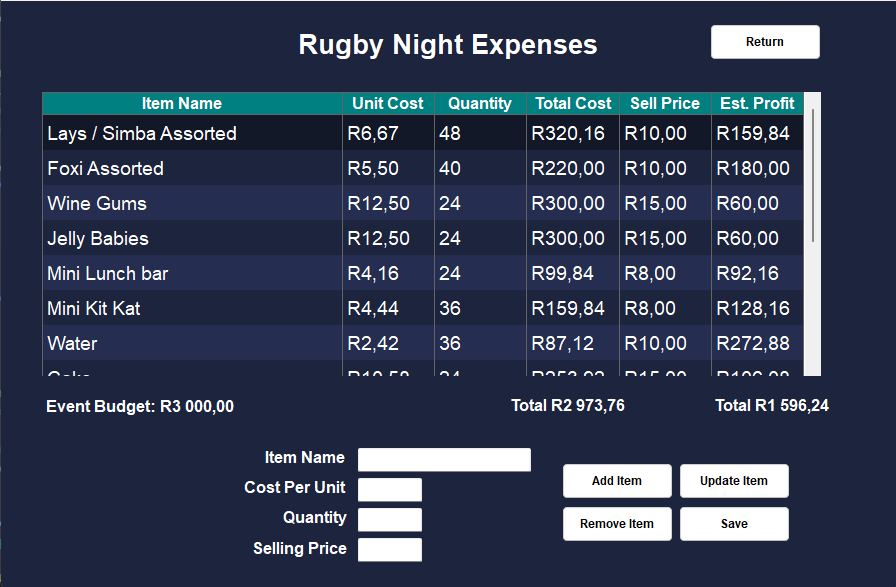 Rugby Night Expenses
Return
Item Name Unit Cost Quantity Total Cost Sell Price Est. Profit
Lays / Simba Assorted R6,67 48 R320,16 R10,00 R159,84
Foxi Assorted R5,50 40 R220,00 R10,00 R180,00
Wine Gums R12,50 24 R300,00 R15,00 R60,00
Jelly Babies R12,50 24 R300,00 R15,00 R60,00
Mini Lunch bar R4,16 24 R99,84 R8,00 R92,16
Mini Kit Kat R4,44 36 R159,84 R8,00 R128,16
Water R2,42 36 R87,12 R10,00 R272,88
Event Budget: R3 000,00 Total R2 973,76 Total R1 596,24
Item Name
Cost Per Unit
Quantity
Selling Price
Add Item Update Item
Remove Item Save